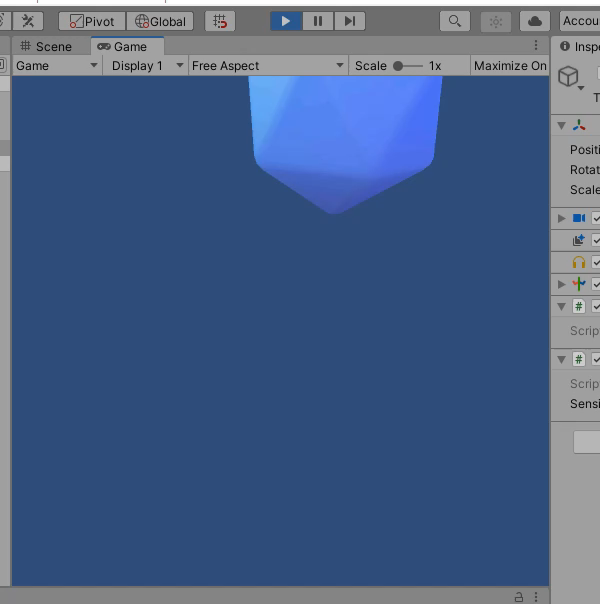 Pivot Global Accou
Scene Game Inspe
Game Display 1 Free Aspect Scale 1x Maximize On
T
Positi
Rotat
Scale
#
Scrip
#
Scrip
Sensi